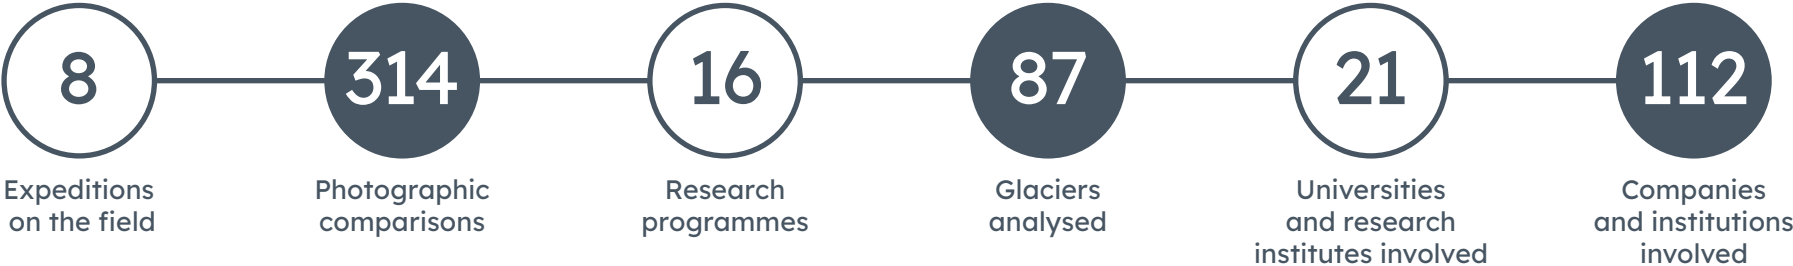 8
Expeditions
on the field
314
Photographic
comparisons
16
Research
programmes
87
Glaciers
analysed
21
Universities
and research
institutes involved
112
Companies
and institutions
involved